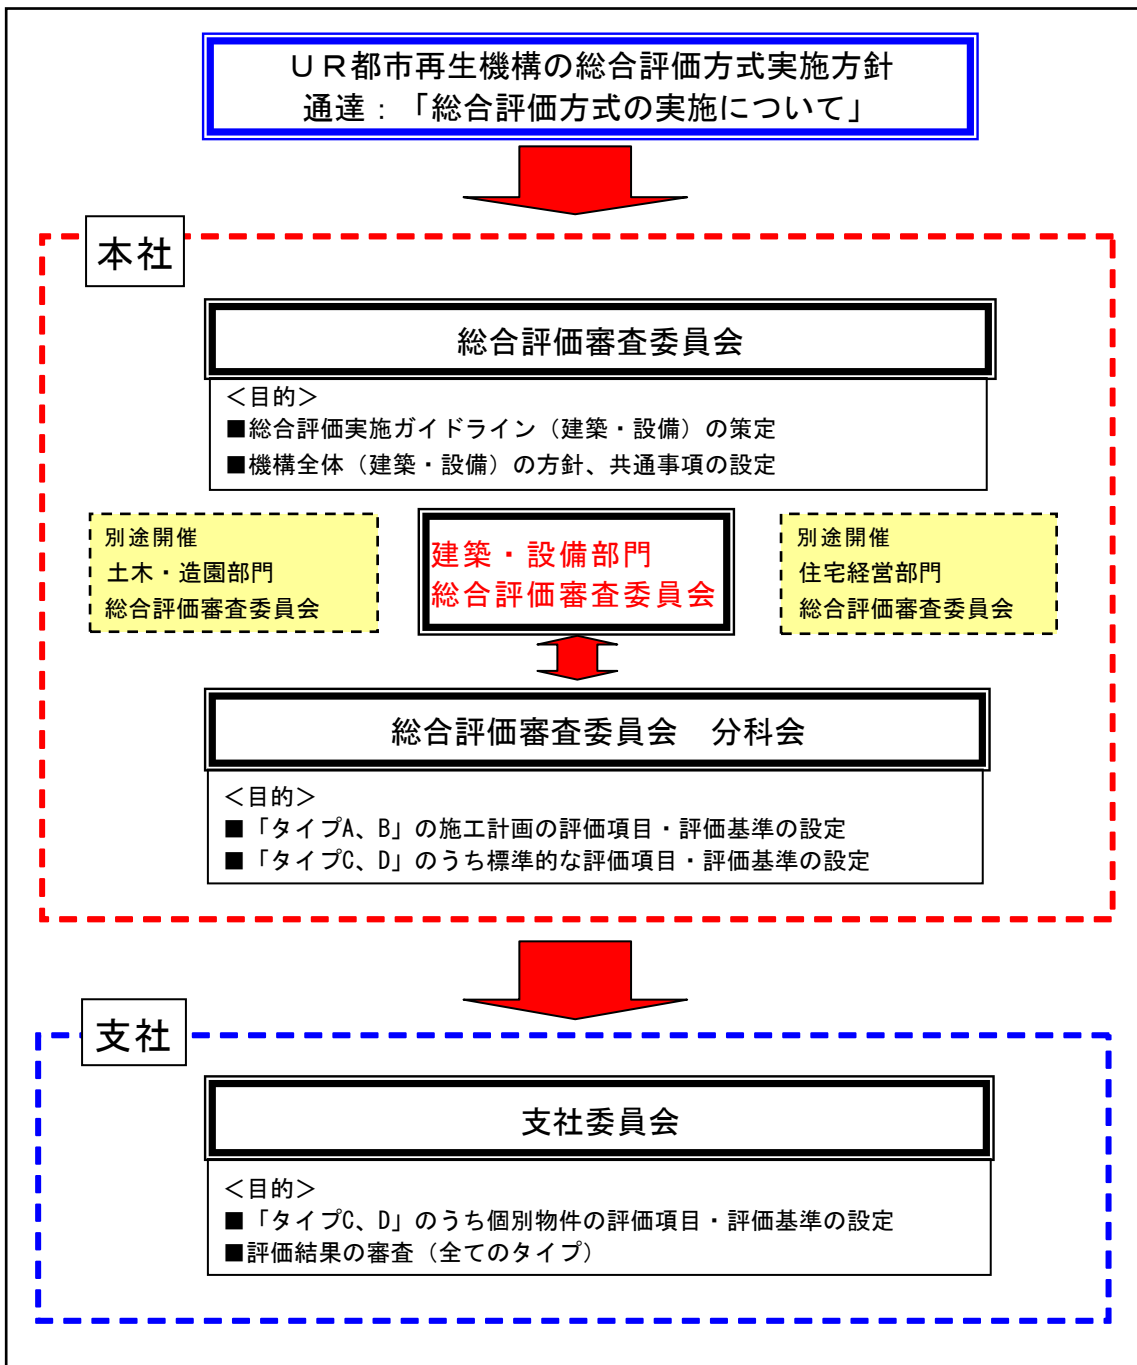 ＵＲ都市再生機構の総合評価方式実施方針
通達：「総合評価方式の実施について」
本社
総合評価審査委員会
＜目的＞
■総合評価実施ガイドライン（建築・設備）の策定
■機構全体（建築・設備）の方針、共通事項の設定
別途開催
土木・造園部門
総合評価審査委員会
建築・設備部門
総合評価審査委員会
別途開催
住宅経営部門
総合評価審査委員会
総合評価審査委員会　分科会
＜目的＞
■「タイプA、B」の施工計画の評価項目・評価基準の設定
■「タイプC、D」のうち標準的な評価項目・評価基準の設定
支社
支社委員会
＜目的＞
■「タイプC、D」のうち個別物件の評価項目・評価基準の設定
■評価結果の審査（全てのタイプ）